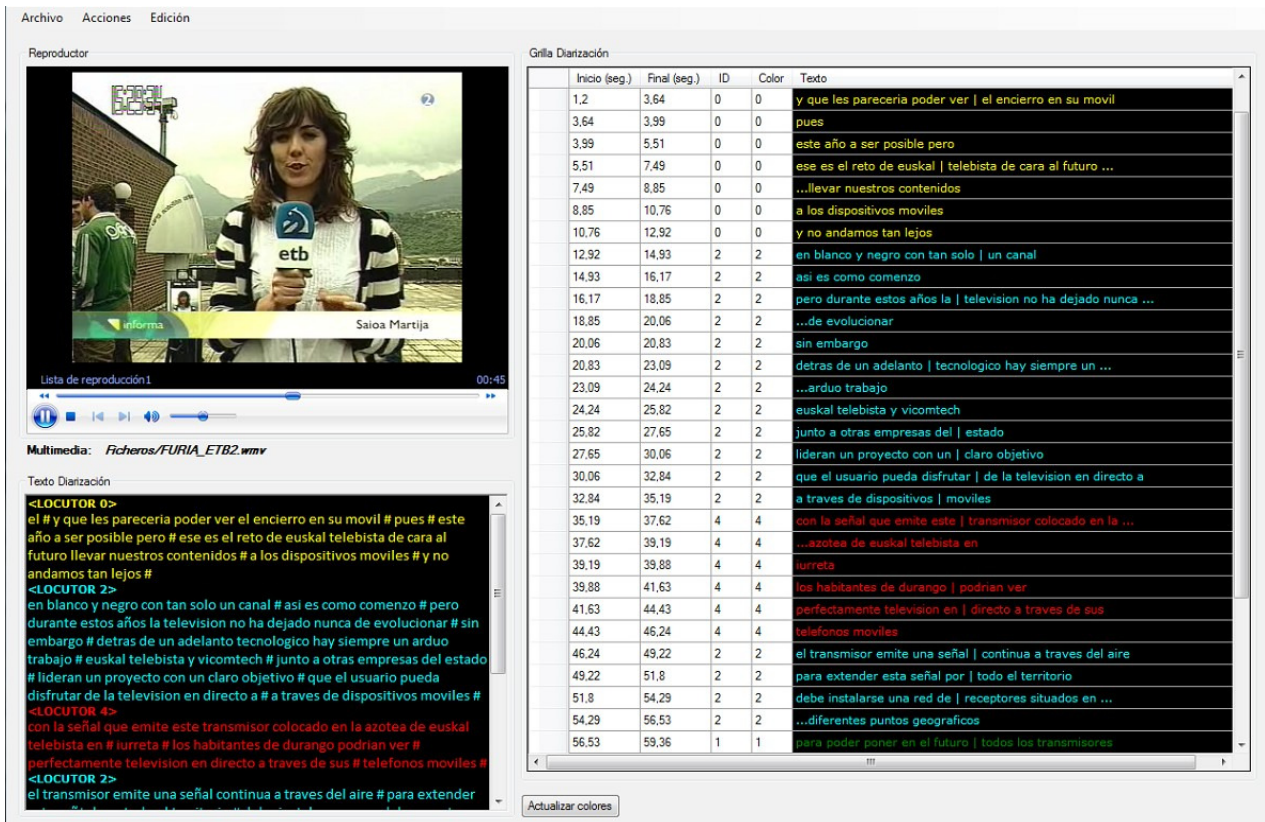 Archivo Acciones Edición
Reproductor
2
etb
informa Saioa Martija
Lista de reproducción1 00:45
Multimedia: Ficheros/FURIA_ETB2.wmv
Texto Diarización
<LOCUTOR 0>
el # y que les pareceria poder ver el encierro en su movil # pues # este
año a ser posible pero # ese es el reto de euskal telebista de cara al
futuro llevar nuestros contenidos # a los dispositivos moviles # y no
andamos tan lejos #
<LOCUTOR 2>
en blanco y negro con tan solo un canal # asi es como comenzo # pero
durante estos años la television no ha dejado nunca de evolucionar # sin
embargo # detras de un adelanto tecnologico hay siempre un arduo
trabajo # euskal telebista y vicomtech # junto a otras empresas del estado
# lideran un proyecto con un claro objetivo # que el usuario pueda
disfrutar de la television en directo a # a traves de dispositivos moviles #
<LOCUTOR 4>
con la señal que emite este transmisor colocado en la azotea de euskal
telebista en # iurreta # los habitantes de durango podrian ver #
perfectamente television en directo a traves de sus # telefonos moviles #
<LOCUTOR 2>
el transmisor emite una señal continua a traves del aire # para extender
Grilla Diarización
Inicio (seg.) Final (seg.) ID Color Texto
1,2 3,64 0 0 y que les pareceria poder ver | el encierro en su movil
3,64 3,99 0 0 pues
3,99 5,51 0 0 este año a ser posible pero
5,51 7,49 0 0 ese es el reto de euskal | telebista de cara al futuro ...
7,49 8,85 0 0 ...llevar nuestros contenidos
8,85 10,76 0 0 a los dispositivos moviles
10,76 12,92 0 0 y no andamos tan lejos
12,92 14,93 2 2 en blanco y negro con tan solo | un canal
14,93 16,17 2 2 asi es como comenzo
16,17 18,85 2 2 pero durante estos años la | television no ha dejado nunca ...
18,85 20,06 2 2 ...de evolucionar
20,06 20,83 2 2 sin embargo
20,83 23,09 2 2 detras de un adelanto | tecnologico hay siempre un ...
23,09 24,24 2 2 ...arduo trabajo
24,24 25,82 2 2 euskal telebista y vicomtech
25,82 27,65 2 2 junto a otras empresas del | estado
27,65 30,06 2 2 lideran un proyecto con un | claro objetivo
30,06 32,84 2 2 que el usuario pueda disfrutar | de la television en directo a
32,84 35,19 2 2 a traves de dispositivos | moviles
35,19 37,62 4 4 con la señal que emite este | transmisor colocado en la ...
37,62 39,19 4 4 ...azotea de euskal telebista en
39,19 39,88 4 4 iurreta
39,88 41,63 4 4 los habitantes de durango | podrian ver
41,63 44,43 4 4 perfectamente television en | directo a traves de sus
44,43 46,24 4 4 telefonos moviles
46,24 49,22 2 2 el transmisor emite una señal | continua a traves del aire
49,22 51,8 2 2 para extender esta señal por | todo el territorio
51,8 54,29 2 2 debe instalarse una red de | receptores situados en ...
54,29 56,53 2 2 ...diferentes puntos geograficos
56,53 59,36 1 1 para poder poner en el futuro | todos los transmisores
Actualizar colores